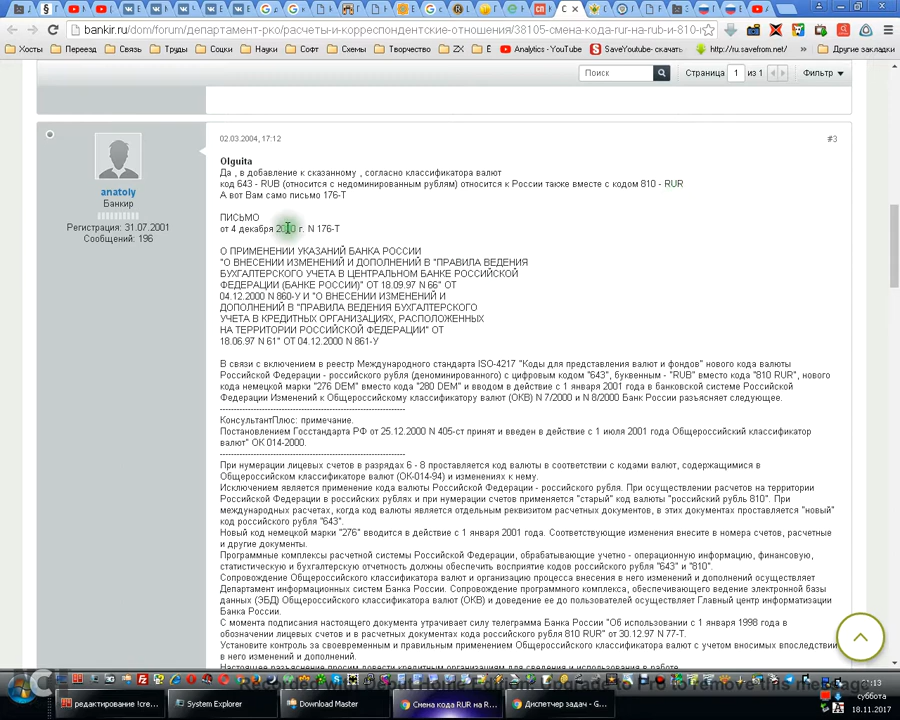 bankir.ru/dom/forum/департамент-рко/расчеты-и-корреспондентские-отношения/38105-смена-кода-rur-на-rub-и-810-н
Хосты
Переезд
Связь
Труды
Соцки
Науки
Софт
Схемы
Творчество
ZX
E
Analytics - YouTube
SaveYoutube- скачать
http://ru.savefrom.net/
Другие закладки
Поиск
Страница 1 из 1
Фильтр
02.03.2004, 17:12
#3
anatoly
Банкир
Регистрация: 31.07.2001
Сообщений: 196
Olguita
Да , в добавление к сказанному , согласно классификатора валют
код 643 - RUB (относится с недоминированным рублям) относится к России также вместе с кодом 810 - RUR
А вот Вам само письмо 176-Т
ПИСЬМО
от 4 декабря 2000 г. N 176-Т
О ПРИМЕНЕНИИ УКАЗАНИЙ БАНКА РОССИИ
"О ВНЕСЕНИИ ИЗМЕНЕНИЙ И ДОПОЛНЕНИЙ В "ПРАВИЛА ВЕДЕНИЯ
БУХГАЛТЕРСКОГО УЧЕТА В ЦЕНТРАЛЬНОМ БАНКЕ РОССИЙСКОЙ
ФЕДЕРАЦИИ (БАНКЕ РОССИИ)" ОТ 18.09.97 N 66" ОТ
04.12.2000 N 860-У И "О ВНЕСЕНИИ ИЗМЕНЕНИЙ И
ДОПОЛНЕНИЙ В "ПРАВИЛА ВЕДЕНИЯ БУХГАЛТЕРСКОГО
УЧЕТА В КРЕДИТНЫХ ОРГАНИЗАЦИЯХ, РАСПОЛОЖЕННЫХ
НА ТЕРРИТОРИИ РОССИЙСКОЙ ФЕДЕРАЦИИ" ОТ
18.06.97 N 61" ОТ 04.12.2000 N 861-У
В связи с включением в реестр Международного стандарта ISO-4217 "Коды для представления валют и фондов" нового кода валюты
Российской Федерации - российского рубля (деноминированного) с цифровым кодом "643", буквенным - "RUB" вместо кода "810 RUR", нового
кода немецкой марки "276 DEM" вместо кода "280 DEM" и вводом в действие с 1 января 2001 года в банковской системе Российской
Федерации Изменений к Общероссийскому классификатору валют (ОКВ) N 7/2000 и N 8/2000 Банк России разъясняет следующее.
------------------------------------------------------------------
КонсультантПлюс: примечание.
Постановлением Госстандарта РФ от 25.12.2000 N 405-ст принят и введен в действие с 1 июля 2001 года Общероссийский классификатор
валют" ОК 014-2000.
------------------------------------------------------------------
При нумерации лицевых счетов в разрядах 6 - 8 проставляется код валюты в соответствии с кодами валют, содержащимися в
Общероссийском классификаторе валют (ОК-014-94) и изменениях к нему.
Исключением является применение кода валюты Российской Федерации - российского рубля. При осуществлении расчетов на территории
Российской Федерации в российских рублях и при нумерации счетов применяется "старый" код валюты "российский рубль 810". При
международных расчетах, когда код валюты является отдельным реквизитом расчетных документов, в этих документах проставляется "новый"
код российского рубля "643".
Новый код немецкой марки "276" вводится в действие с 1 января 2001 года. Соответствующие изменения внесите в номера счетов, расчетные
и другие документы.
Программные комплексы расчетной системы Российской Федерации, обрабатывающие учетно - операционную информацию, финансовую,
статистическую и бухгалтерскую отчетность должны обеспечить восприятие кодов российского рубля "643" и "810".
Сопровождение Общероссийского классификатора валют и организацию процесса внесения в него изменений и дополнений осуществляет
Департамент информационных систем Банка России. Сопровождение программного комплекса, обеспечивающего ведение электронной базы
данных (ЭБД) Общероссийского классификатора валют (ОКВ) и доведение ее до пользователей осуществляет Главный центр информатизации
Банка России.
С момента подписания настоящего документа утрачивает силу телеграмма Банка России "Об использовании с 1 января 1998 года в
обозначении лицевых счетов и в расчетных документах кода российского рубля 810 RUR" от 30.12.97 N 77-Т.
Установите контроль за своевременным и правильным применением Общероссийского классификатора валют с учетом вносимых впоследствии
в него изменений и дополнений.
Настоящее разъяснение просим довести кредитным организациям для сведения и использования в работе.
редактирование !cre...
System Explorer
Download Master
Смена кода RUR на R...
Диспетчер задач - G...
18.11.2017